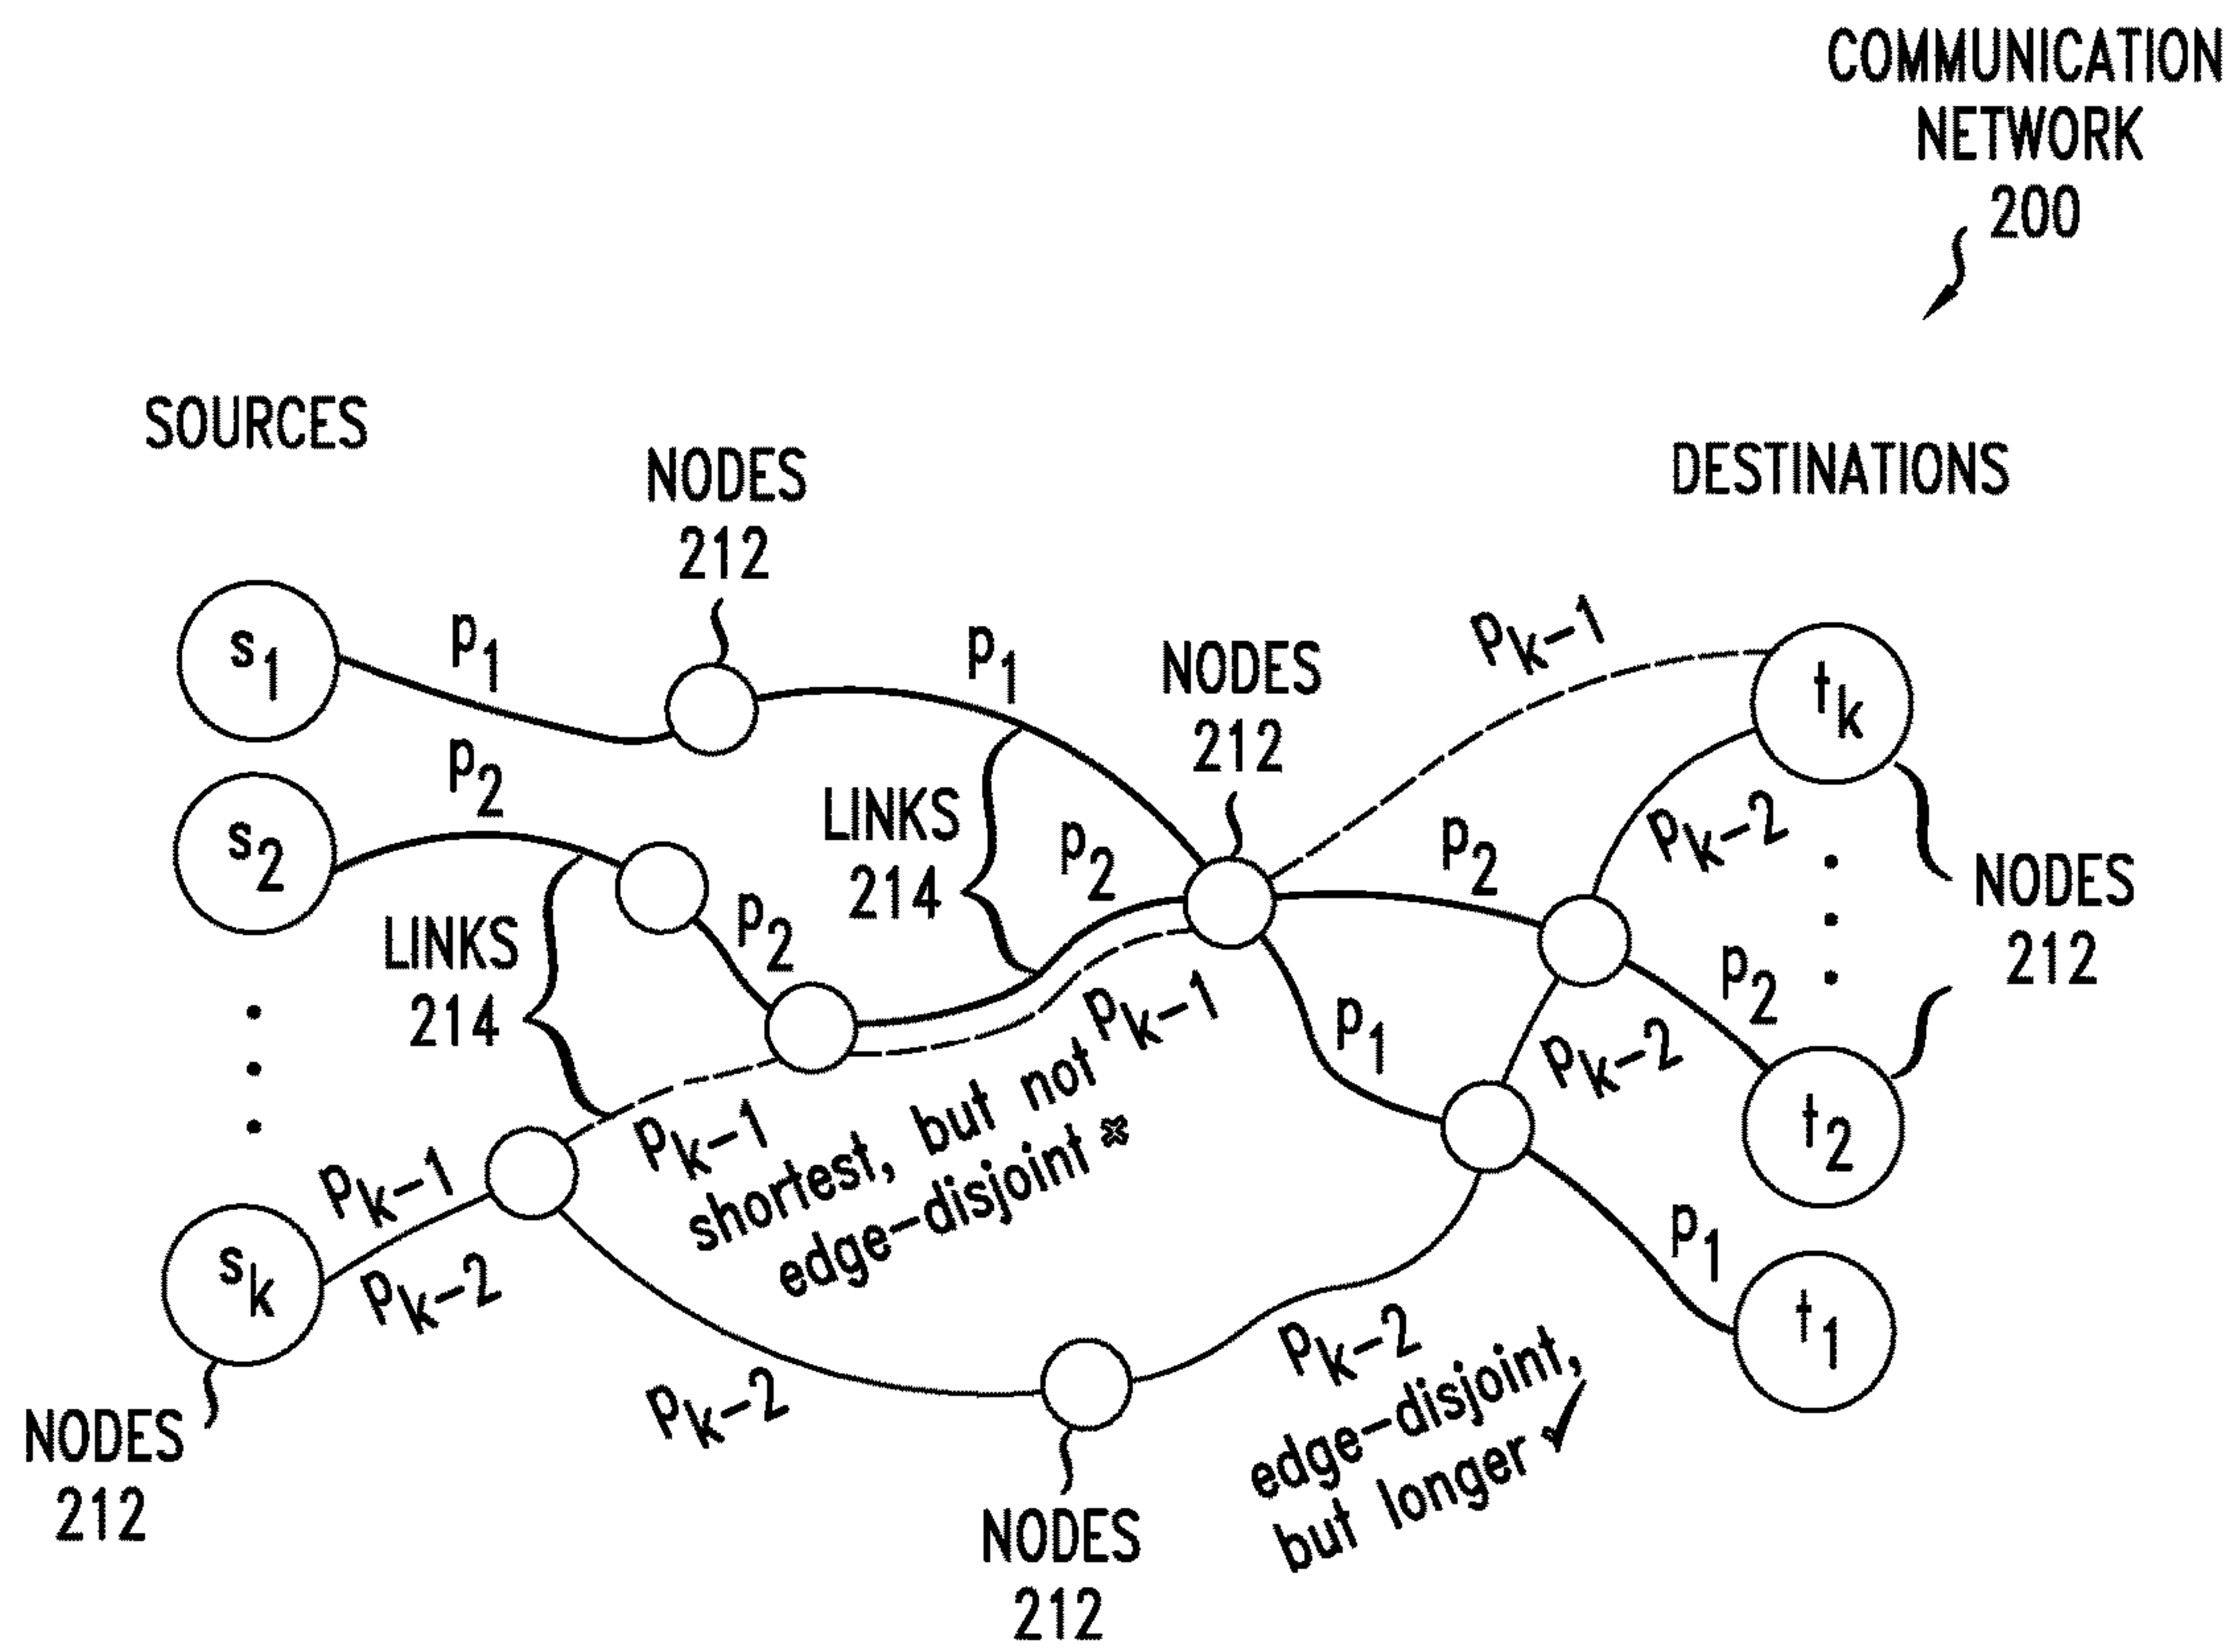 COMMUNICATION
NETWORK
200
SOURCES
NODES
212
DESTINATIONS
s1
p1
p1
NODES
212
pk-1
tk
p2
s2
LINKS
214
p2
p2
pk-2
NODES
212
LINKS
214
p2
p2
pk-1
p1
pk-2
t2
pk-1
shortest, but not
edge-disjoint
pk-1
sk
pk-2
p1
t1
pk-2
pk-2
edge-disjoint,
but longer ✓
NODES
212
NODES
212